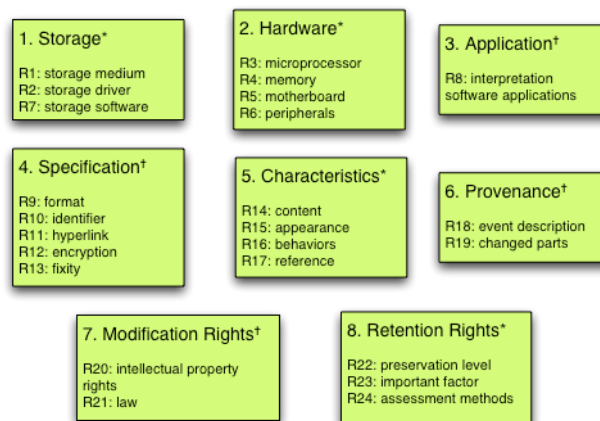 1. Storage*
R1: storage medium
R2: storage driver
R7: storage software
2. Hardware*
R3: microprocessor
R4: memory
R5: motherboard
R6: peripherals
3. Application†
R8: interpretation
software applications
4. Specification†
R9: format
R10: identifier
R11: hyperlink
R12: encryption
R13: fixity
5. Characteristics*
R14: content
R15: appearance
R16: behaviors
R17: reference
6. Provenance†
R18: event description
R19: changed parts
7. Modification Rights†
R20: intellectual property
rights
R21: law
8. Retention Rights*
R22: preservation level
R23: important factor
R24: assessment methods